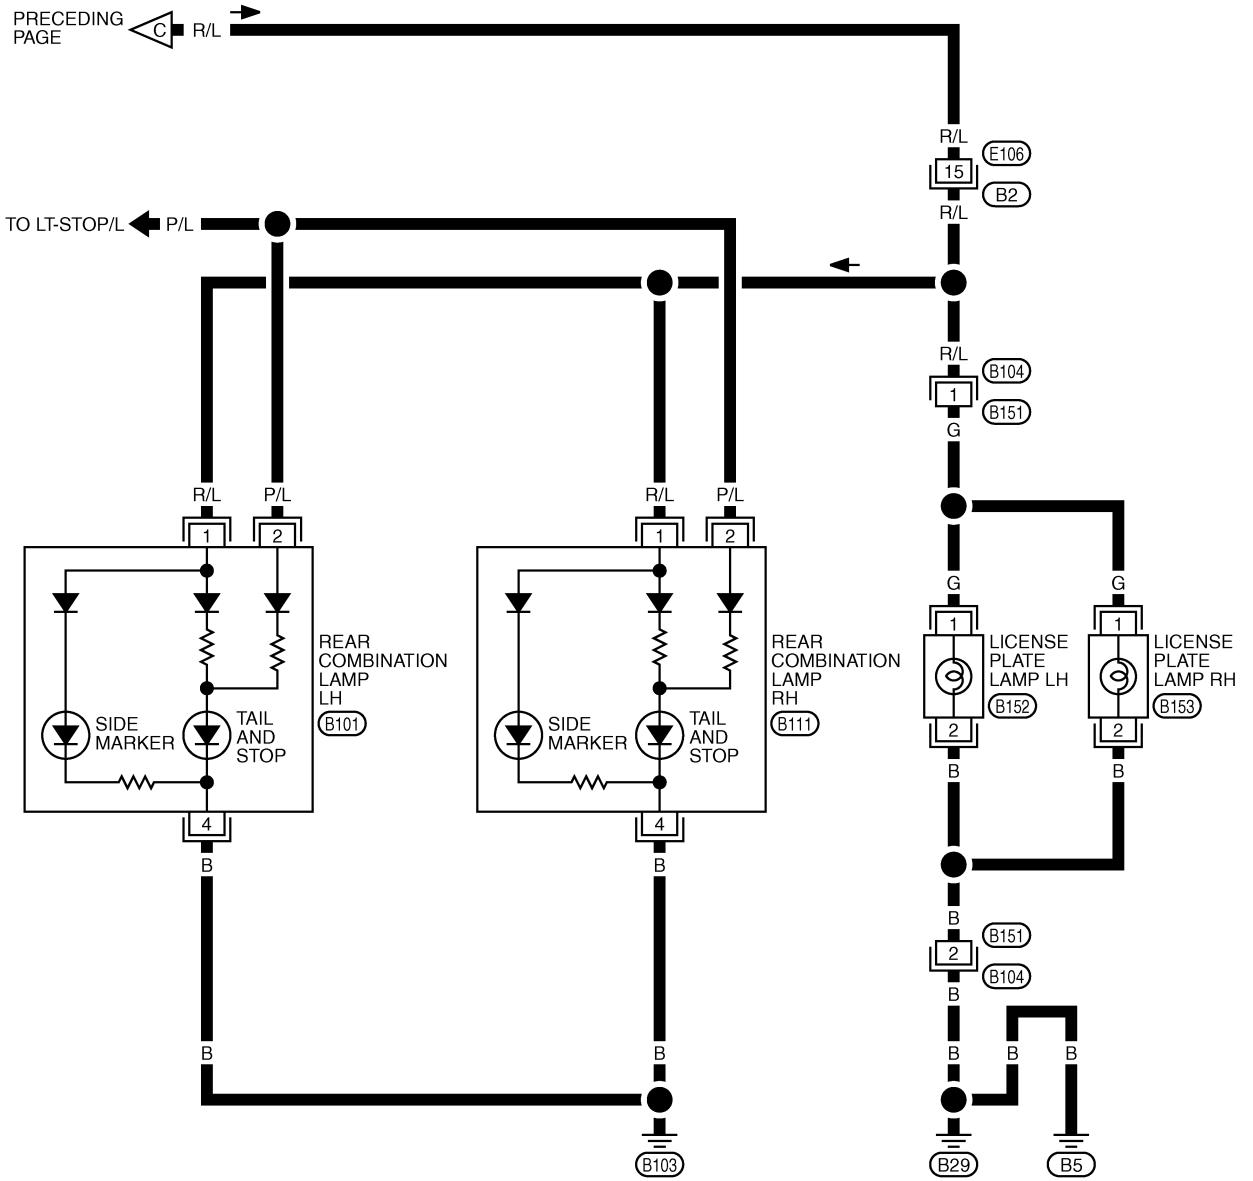 PRECEDING
PAGE
C
R/L
R/L
E106
15
B2
R/L
TO LT-STOP/L
P/L
R/L
B104
1
B151
G
R/L
P/L
R/L
P/L
1
2
1
2
G
G
1
1
REAR
COMBINATION
LAMP
LH
B101
REAR
COMBINATION
LAMP
RH
B111
LICENSE
PLATE
LAMP LH
B152
LICENSE
PLATE
LAMP RH
B153
SIDE
MARKER
TAIL
AND
STOP
SIDE
MARKER
TAIL
AND
STOP
2
2
B
B
4
4
B
B
B
B151
2
B104
B
B
B
B
B
B
B103
B29
B5